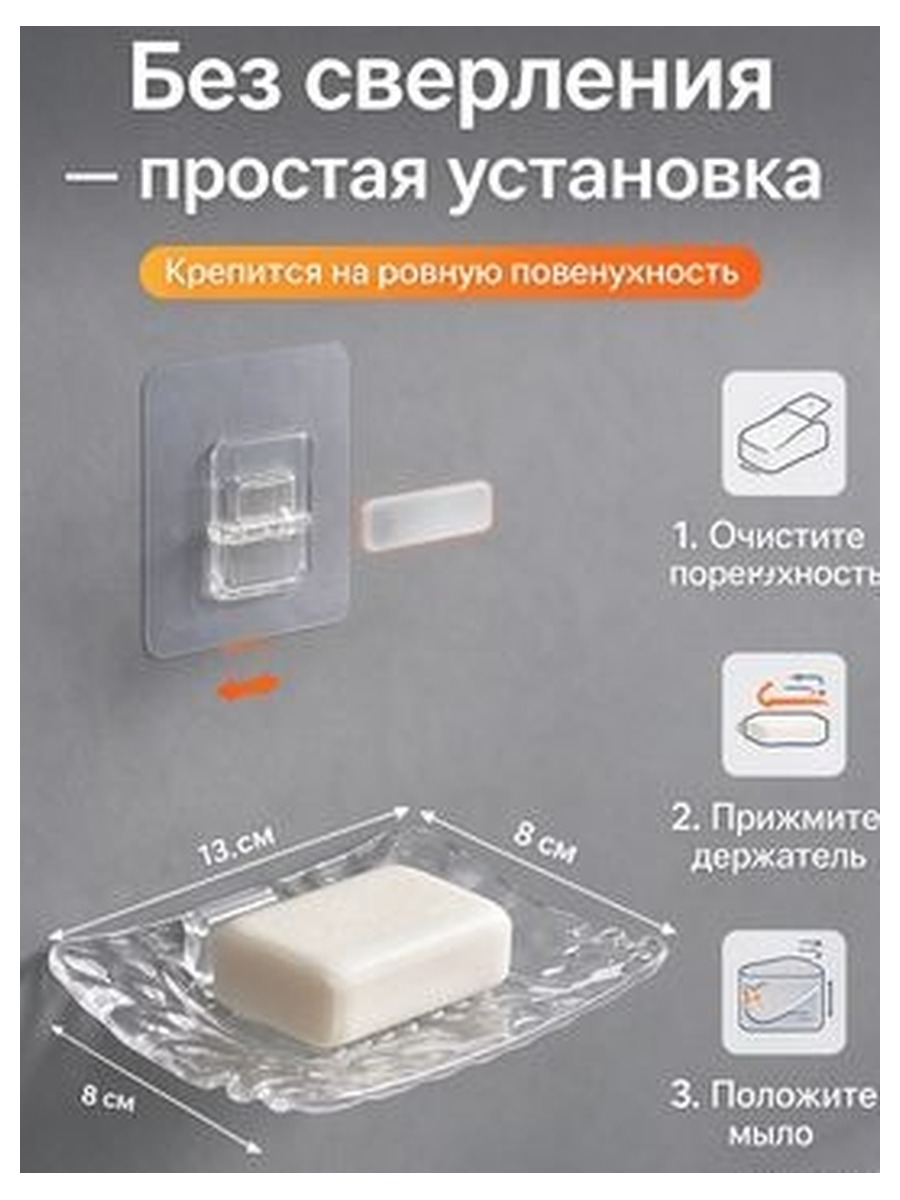 Без сверления
— простая установка
Крепится на ровную повенухность
1. Очистите
2. Прижмите
держатель
3. Положите
мыло
13.см
8 см
8 см